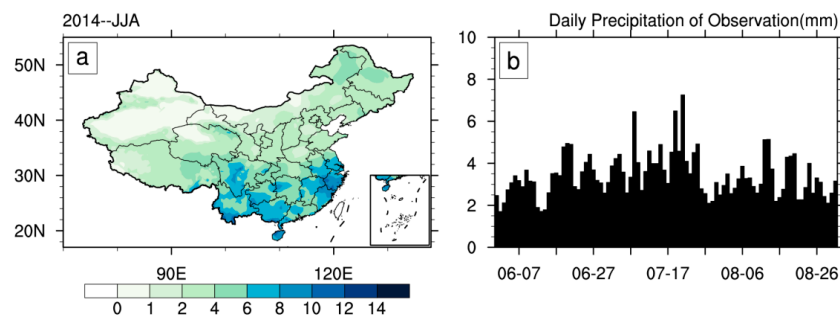 2014--JJA
Daily Precipitation of Observation(mm)
a
50N
40N
30N
20N
90E 120E
0 1 2 4 6 8 10 12 14
b
10
8
6
4
2
0
06-07 06-27 07-17 08-06 08-26